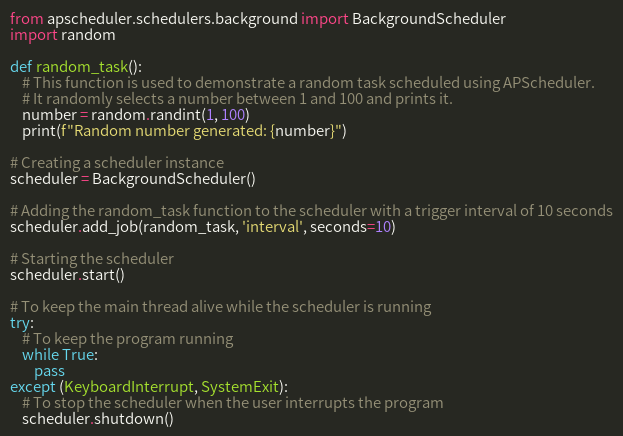 from apscheduler.schedulers.background import BackgroundScheduler
import random

def random_task():
    # This function is used to demonstrate a random task scheduled using APScheduler.
    # It randomly selects a number between 1 and 100 and prints it.
    number = random.randint(1, 100)
    print(f"Random number generated: {number}")

# Creating a scheduler instance
scheduler = BackgroundScheduler()

# Adding the random_task function to the scheduler with a trigger interval of 10 seconds
scheduler.add_job(random_task, 'interval', seconds=10)

# Starting the scheduler
scheduler.start()

# To keep the main thread alive while the scheduler is running
try:
    # To keep the program running
    while True:
        pass
except (KeyboardInterrupt, SystemExit):
    # To stop the scheduler when the user interrupts the program
    scheduler.shutdown()